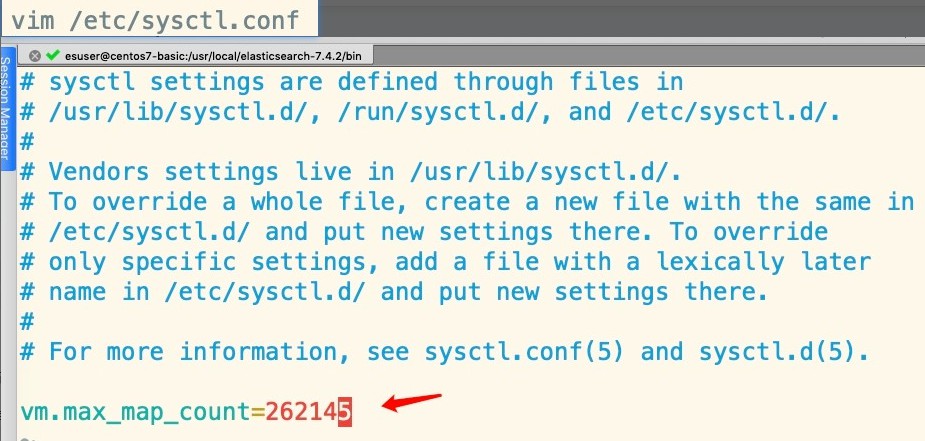 vim /etc/sysctl.conf
esuser@centos7-basic:/usr/local/elasticsearch-7.4.2/bin
Session Manager
# sysctl settings are defined through files in
# /usr/lib/sysctl.d/, /run/sysctl.d/, and /etc/sysctl.d/.
#
# Vendors settings live in /usr/lib/sysctl.d/.
# To override a whole file, create a new file with the same in
# /etc/sysctl.d/ and put new settings there. To override
# only specific settings, add a file with a lexically later
# name in /etc/sysctl.d/ and put new settings there.
#
# For more information, see sysctl.conf(5) and sysctl.d(5).
vm.max_map_count=262145